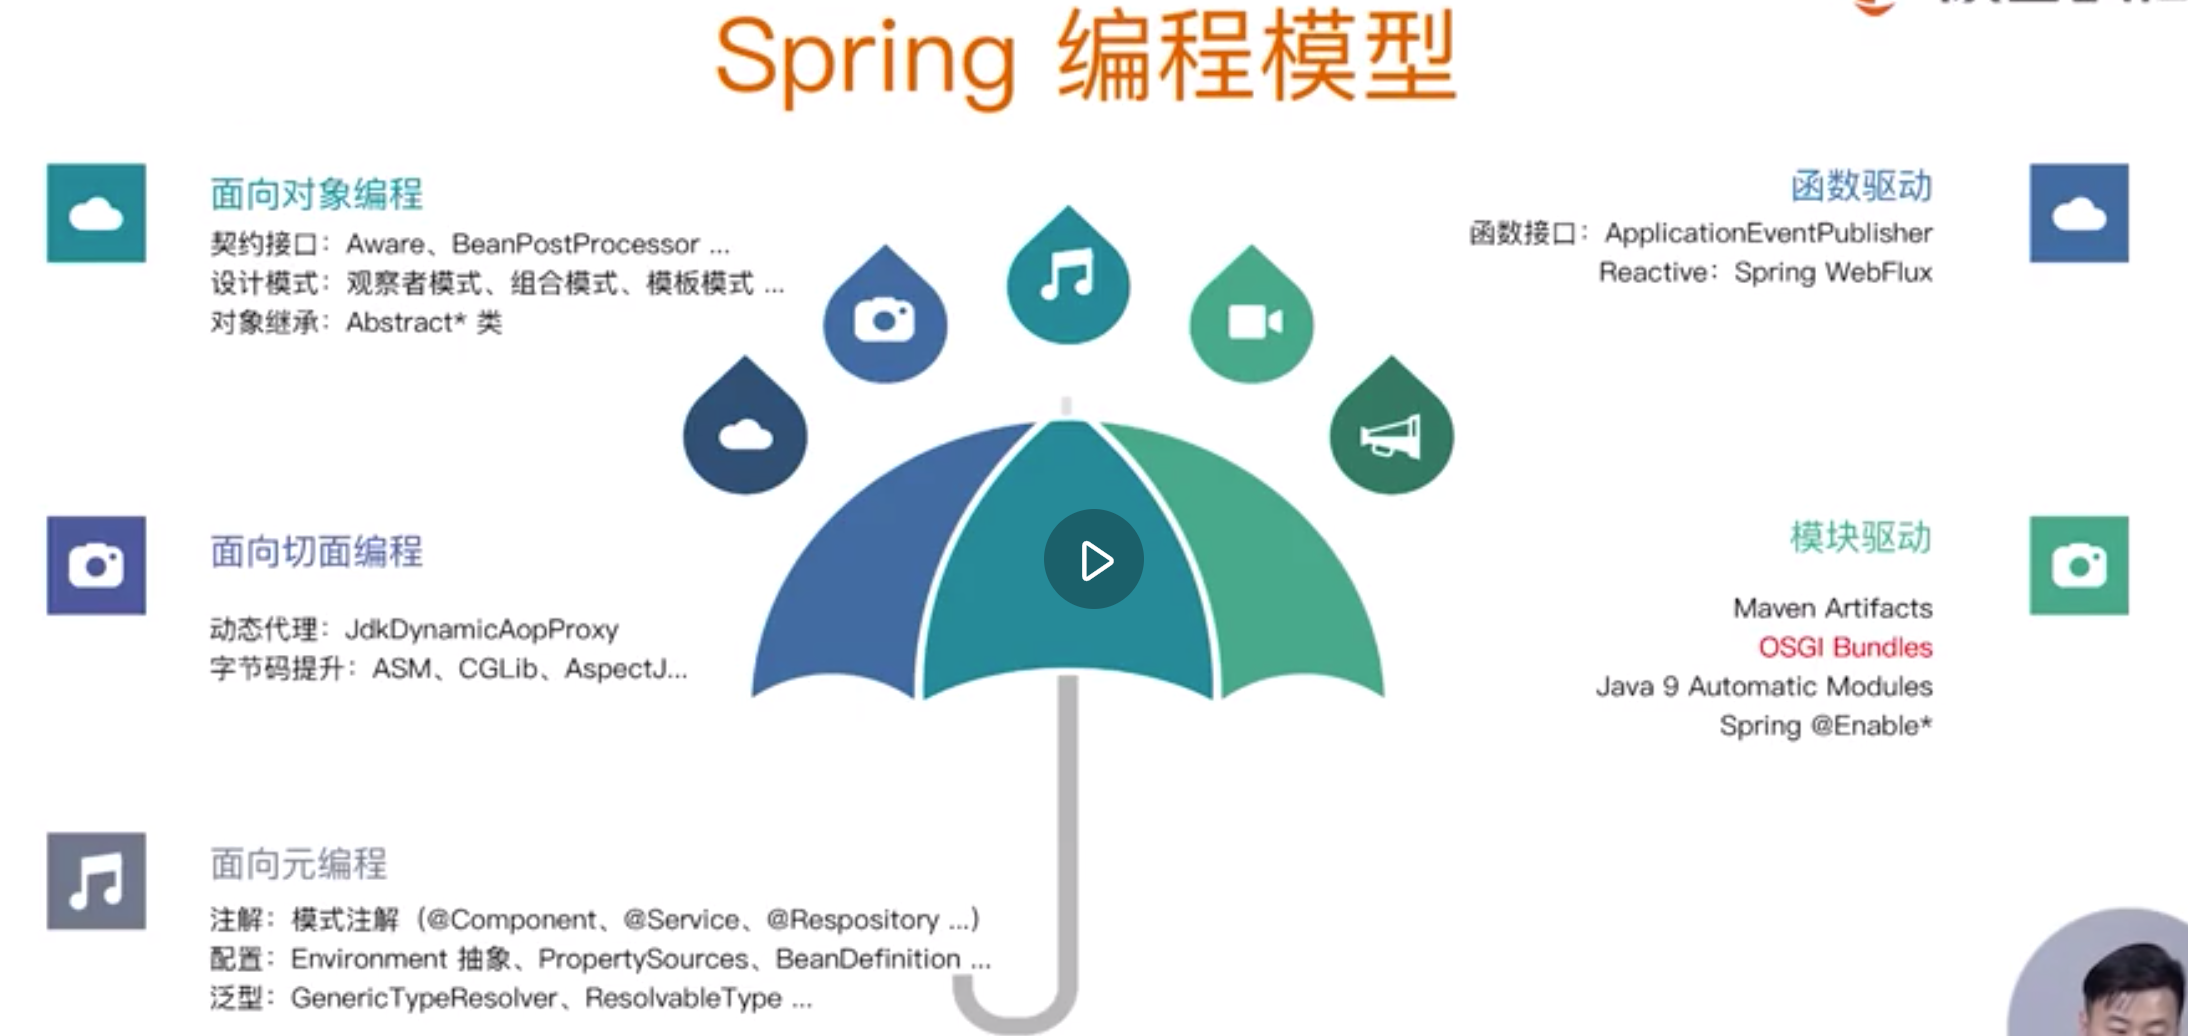 Spring 编程模型
面向对象编程
契约接口：Aware、BeanPostProcessor ...
设计模式：观察者模式、组合模式、模板模式 ...
对象继承：Abstract* 类
函数驱动
函数接口：ApplicationEventPublisher
Reactive：Spring WebFlux
面向切面编程
动态代理：JdkDynamicAopProxy
字节码提升：ASM、CGLib、AspectJ...
模块驱动
Maven Artifacts
OSGI Bundles
Java 9 Automatic Modules
Spring @Enable*
面向元编程
注解：模式注解（@Component、@Service、@Respository ...）
配置：Environment 抽象、PropertySources、BeanDefinition ...
泛型：GenericTypeResolver、ResolvableType ...